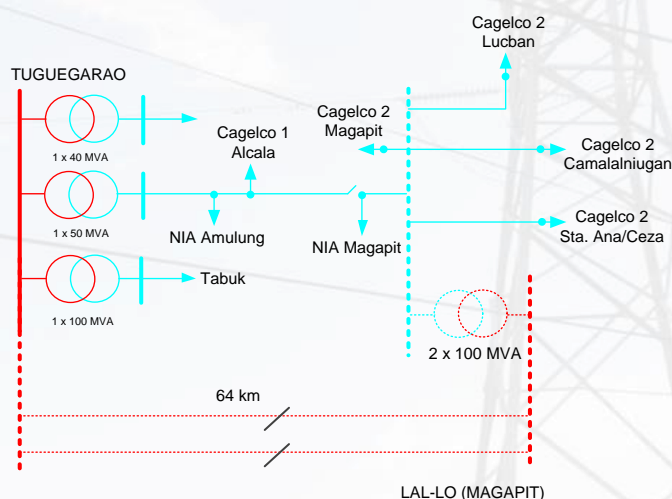 Cagelco 2
Lucban
TUGUEGARAO
1 x 40 MVA
Cagelco 1
Alcala
Cagelco 2
Magapit
Cagelco 2
Camalalniugan
1 x 50 MVA
NIA Amulung
NIA Magapit
Cagelco 2
Sta. Ana/Ceza
Tabuk
1 x 100 MVA
2 x 100 MVA
64 km
LAL-LO (MAGAPIT)